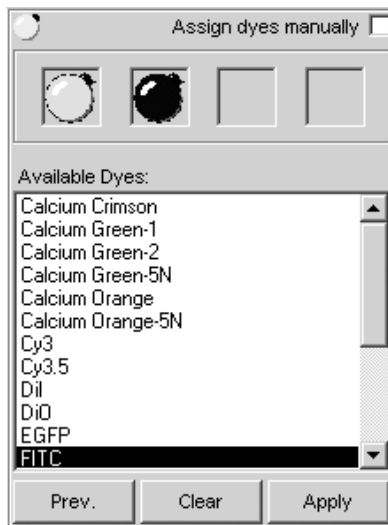 Assign dyes manually
Available Dyes:
Calcium Crimson
Calcium Green-1
Calcium Green-2
Calcium Green-5N
Calcium Orange
Calcium Orange-5N
Cy3
Cy3.5
DiI
DiO
EGFP
FITC
Prev. Clear Apply